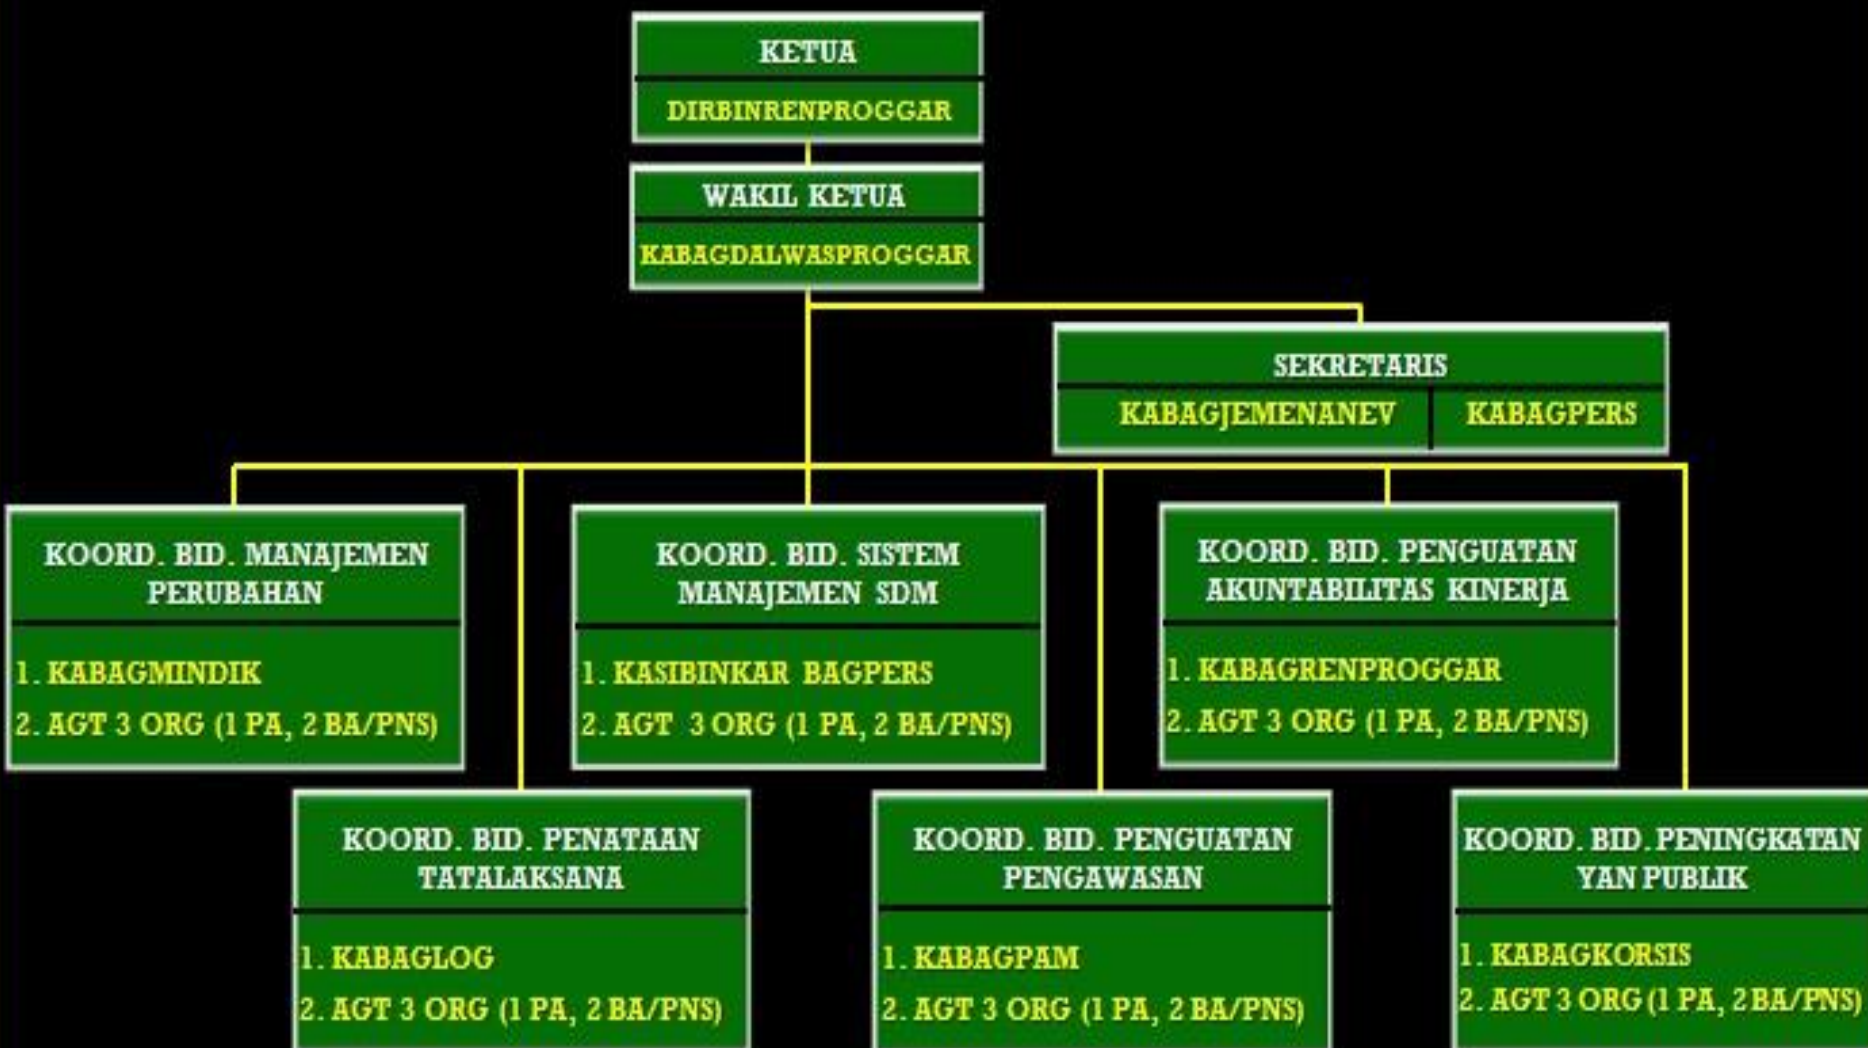 KETUA
DIRBINRENPROGGAR
WAKIL KETUA
KABAGDALWASPROGGAR
SEKRETARIS
KABAGJEMENANEV
KABAGPERS
KOORD. BID. MANAJEMEN
PERUBAHAN
1. KABAGMINDIK
2. AGT 3 ORG (1 PA, 2 BA/PNS)
KOORD. BID. SISTEM
MANAJEMEN SDM
1. KASIBINKAR BAGPERS
2. AGT 3 ORG (1 PA, 2 BA/PNS)
KOORD. BID. PENGUATAN
AKUNTABILITAS KINERJA
1. KABAGRENPROGGAR
2. AGT 3 ORG (1 PA, 2 BA/PNS)
KOORD. BID. PENATAAN
TATALAKSANA
1. KABAGLOG
2. AGT 3 ORG (1 PA, 2 BA/PNS)
KOORD. BID. PENGUATAN
PENGAWASAN
1. KABAGPAM
2. AGT 3 ORG (1 PA, 2 BA/PNS)
KOORD. BID. PENINGKATAN
YAN PUBLIK
1. KABAGKORSIS
2. AGT 3 ORG (1 PA, 2 BA/PNS)